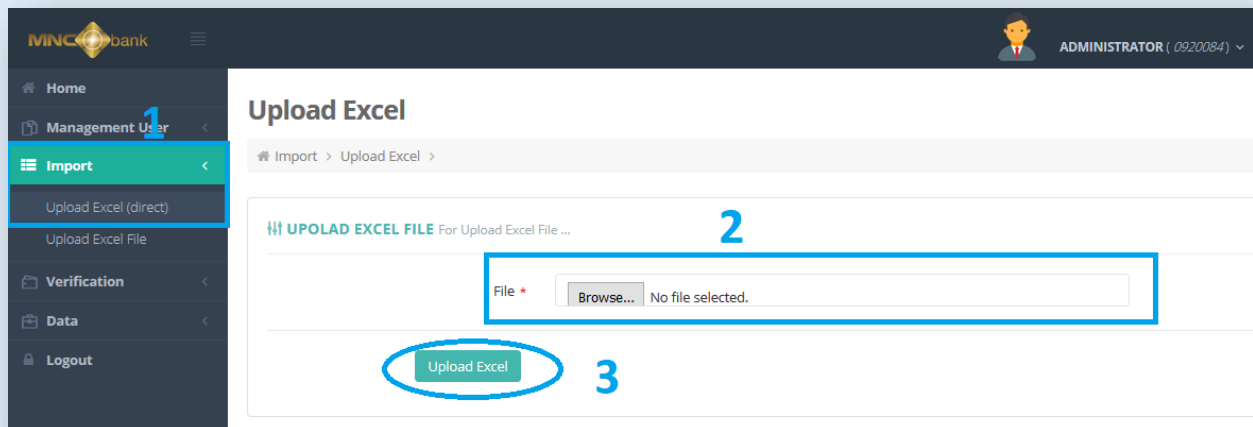 MNC bank
ADMINISTRATOR ( 0920084)
Home
1
Management User
Import
Upload Excel (direct)
Upload Excel File
Verification
Data
Logout
Upload Excel
Import > Upload Excel >
UPOLAD EXCEL FILE For Upload Excel File ...
2
File *
Browse... No file selected.
Upload Excel
3